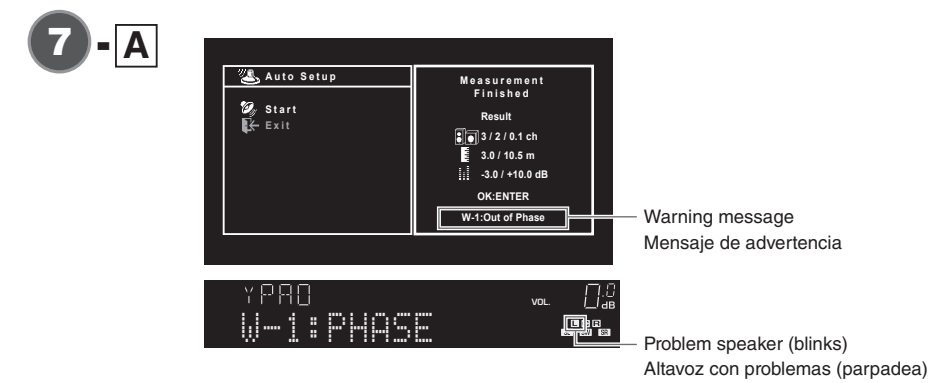 7 - A
Auto Setup
Start
Exit
Measurement
Finished
Result
3 / 2 / 0.1 ch
3.0 / 10.5 m
-3.0 / +10.0 dB
OK:ENTER
W-1:Out of Phase
Warning message
Mensaje de advertencia
YPAO
VOL. 0.0 dB
W-1:PHASE
L R
SR
Problem speaker (blinks)
Altavoz con problemas (parpadea)